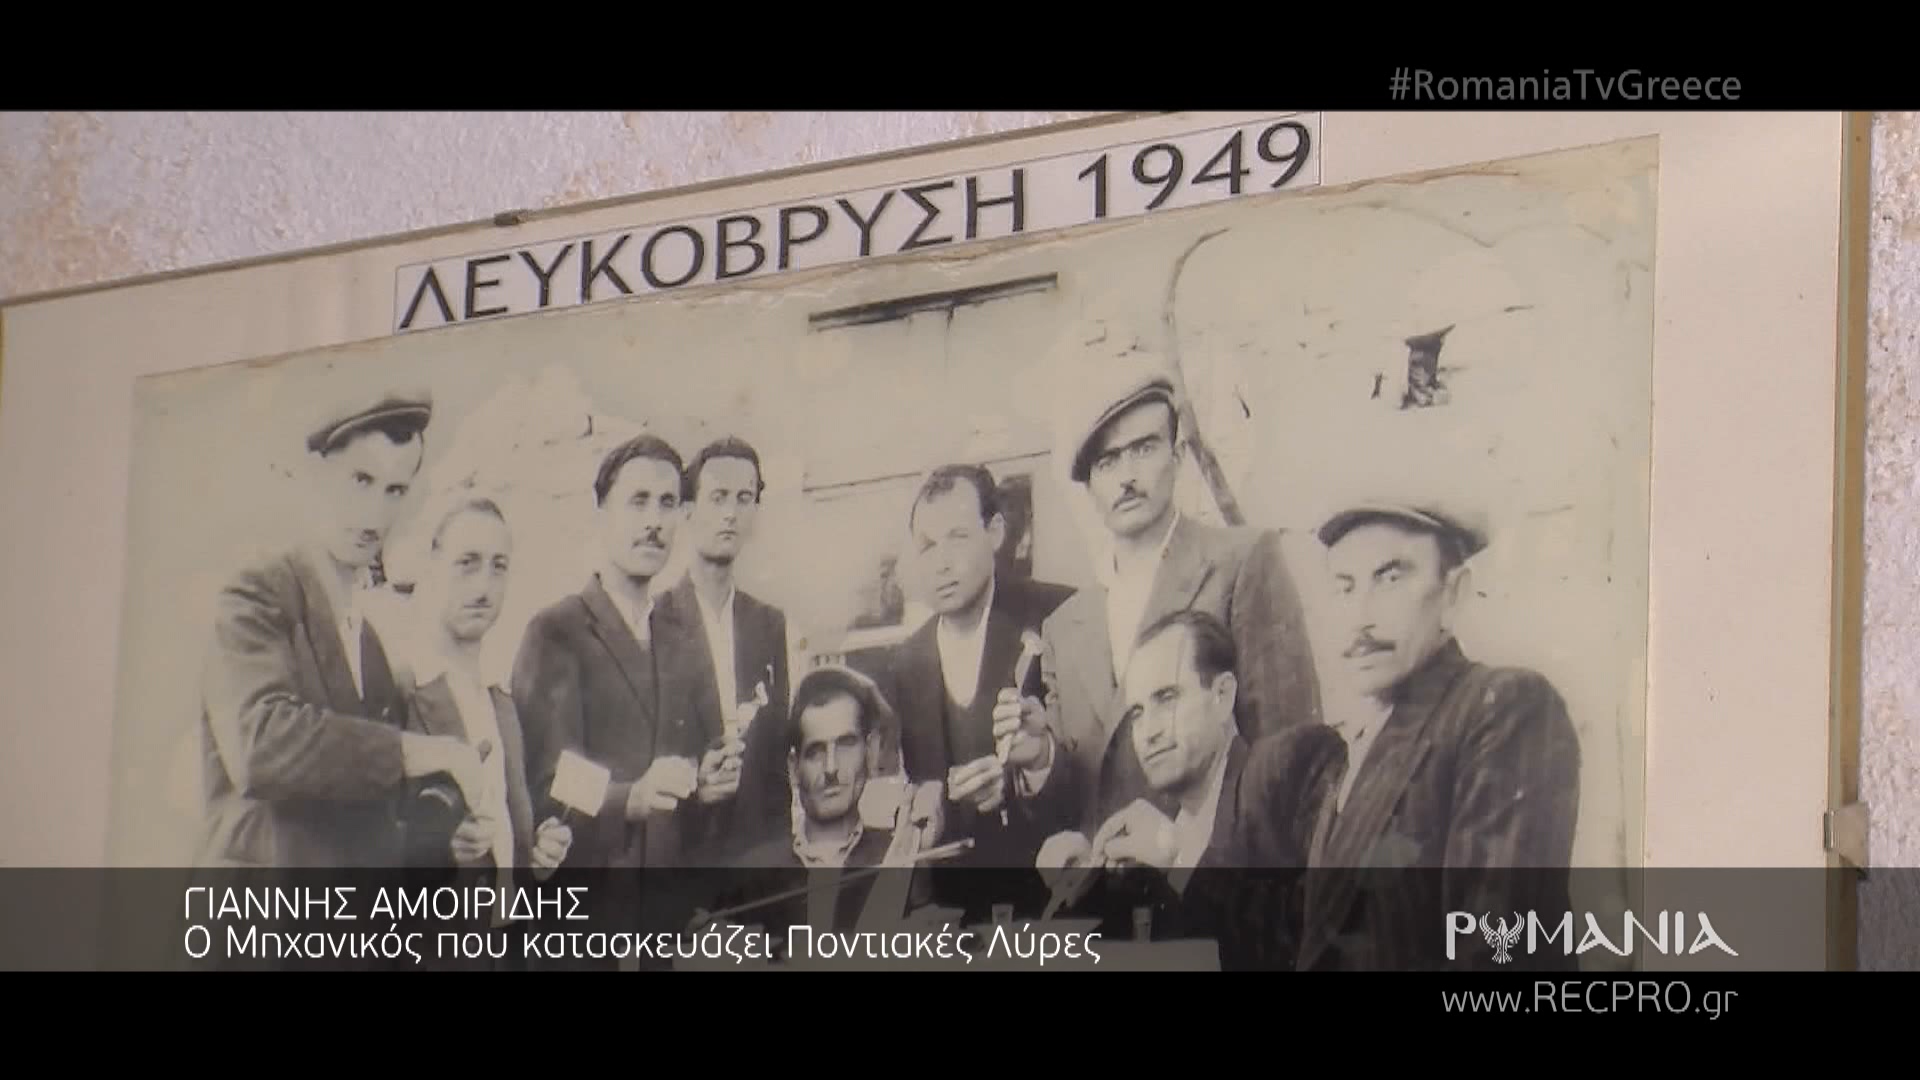 #RomaniaTvGreece
ΛΕΥΚΟΒΡΥΣΗ 1949
ΓΙΑΝΝΗΣ ΑΜΟΙΡΙΔΗΣ
Ο Μηχανικός που κατασκευάζει Ποντιακές Λύρες
ΡΩΜΑΝΙΑ
www.RECPRO.gr